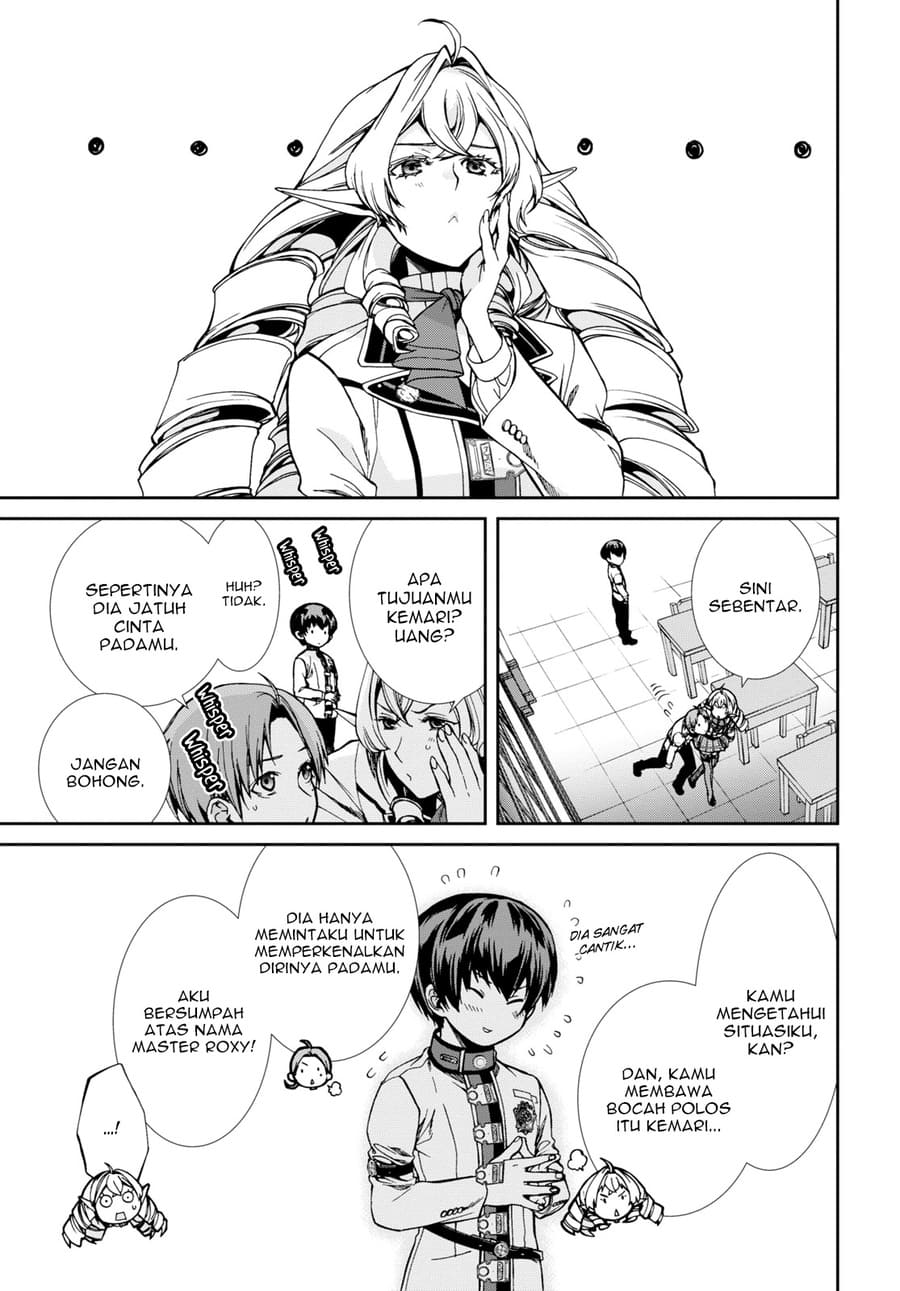 SINI
SEBENTAR.
APA
TUJUANMU
KEMARI?
UANG?
Whisper
Whisper
HUH?
TIDAK.
SEPERTINYA
DIA JATUH
CINTA
PADAMU.
Whisper
Whisper
JANGAN
BOHONG.
KAMU
MENGETAHUI
SITUASIKU,
KAN?
DAN, KAMU
MEMBAWA
BOCAH POLOS
ITU KEMARI...
DIA SANGAT
CANTIK...
DIA HANYA
MEMINTAKU UNTUK
MEMPERKENALKAN
DIRINYA PADAMU.
AKU
BERSUMPAH
ATAS NAMA
MASTER ROXY!
...!